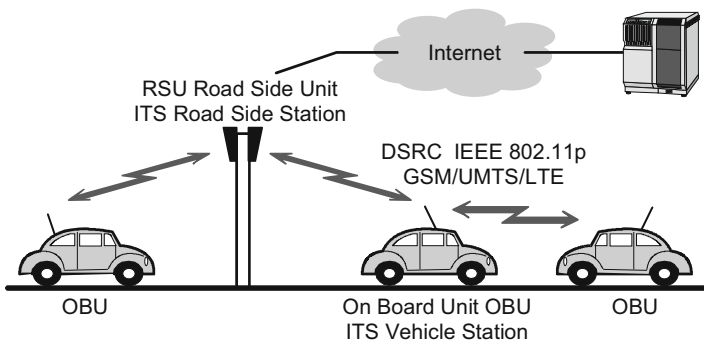 Internet
RSU Road Side Unit
ITS Road Side Station
DSRC IEEE 802.11p
GSM/UMTS/LTE
OBU
On Board Unit OBU
ITS Vehicle Station
OBU